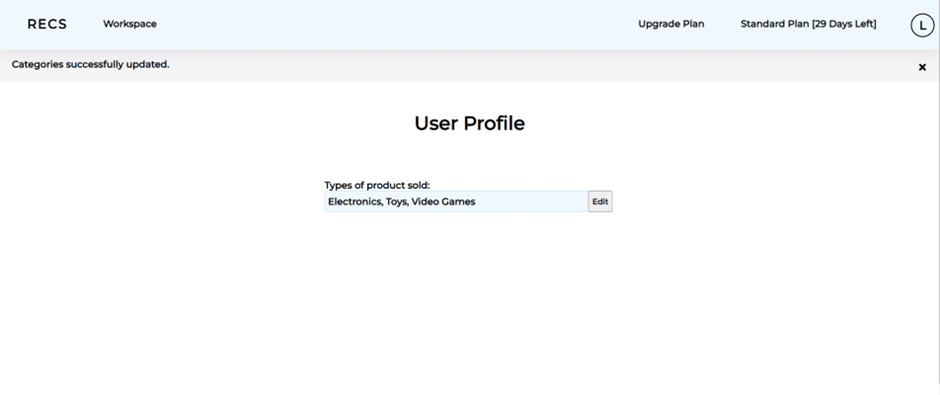 RECS Workspace Upgrade Plan Standard Plan [29 Days Left] L
Categories successfully updated. ×
User Profile
Types of product sold:
Electronics, Toys, Video Games Edit